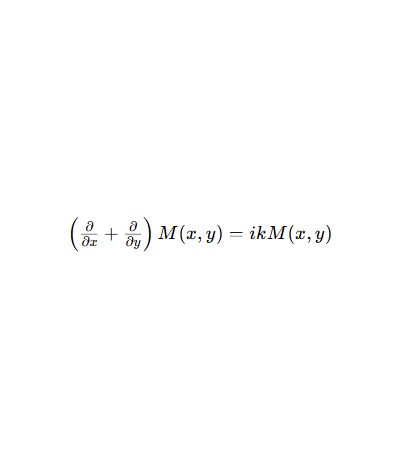 (∂/∂x + ∂/∂y) M(x, y) = ikM(x, y)